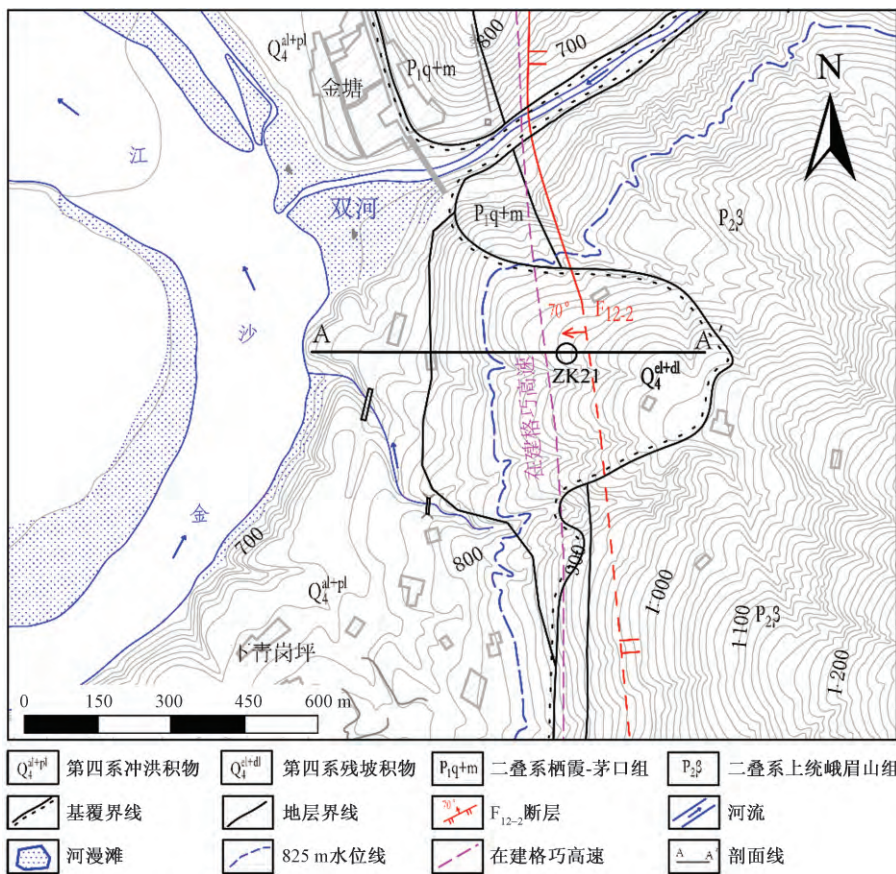 Q₄ᵃˡ⁺ᵖˡ
金塘
P₁q+m
800
700
N
江
双河
P₁q+m
P₂β
沙
A
70°
F₁₂₋₂
A'
ZK21
Q₄ᵉˡ⁺ᵈˡ
在建格巧高速
金
700
800
900
Q₄ᵃˡ⁺ᵖˡ
1 000
1 100
P₂β
1 200
下青岗坪
0 150 300 450 600 m
Q₄ᵃˡ⁺ᵖˡ 第四系冲洪积物 Q₄ᵉˡ⁺ᵈˡ 第四系残坡积物 P₁q+m 二叠系栖霞-茅口组 P₂β 二叠系上统峨眉山组
基覆界线 地层界线 70° F₁₂₋₂断层 河流
河漫滩 825 m水位线 在建格巧高速 A A' 剖面线